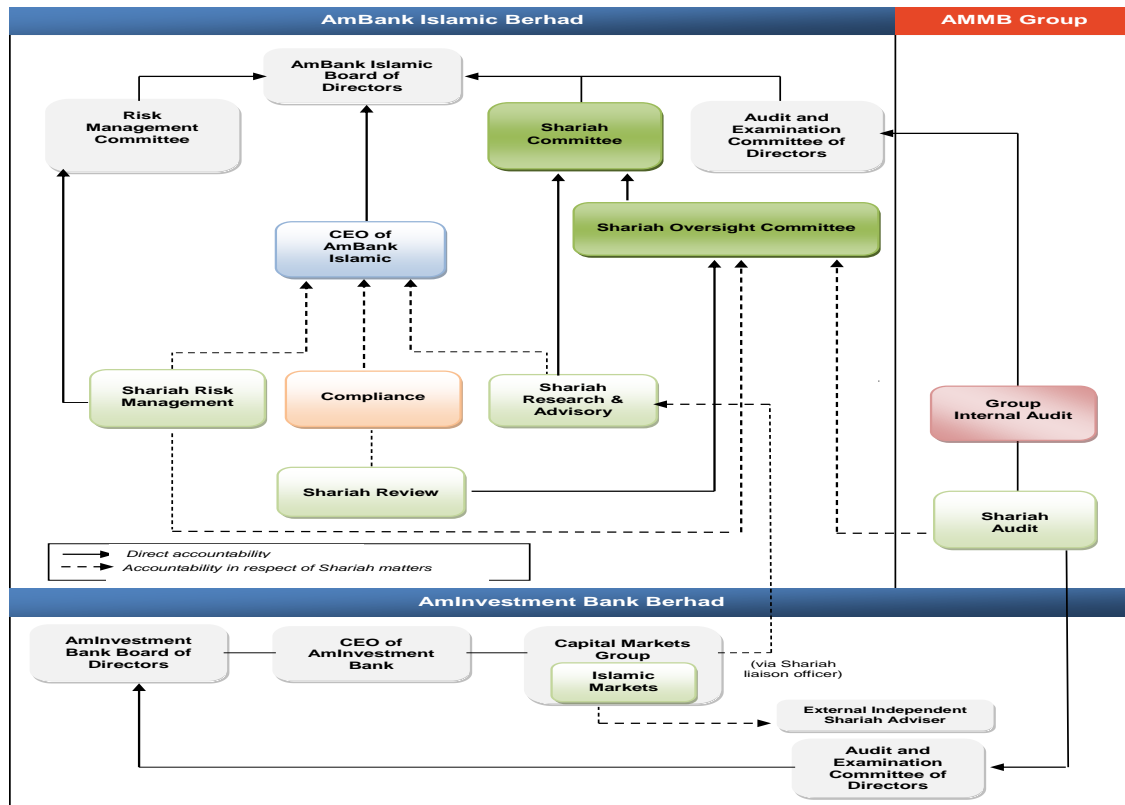 AmBank Islamic Berhad
AMMB Group
AmBank Islamic
Board of
Directors
Risk
Management
Committee
Shariah
Committee
Audit and
Examination
Committee of
Directors
Shariah Oversight Committee
CEO of
AmBank
Islamic
Shariah Risk
Management
Compliance
Shariah
Research &
Advisory
Group
Internal Audit
Shariah Review
Shariah
Audit
Direct accountability
Accountability in respect of Shariah matters
AmInvestment Bank Berhad
AmInvestment
Bank Board of
Directors
CEO of
AmInvestment
Bank
Capital Markets
Group
Islamic
Markets
(via Shariah
liaison officer)
External Independent
Shariah Adviser
Audit and
Examination
Committee of
Directors